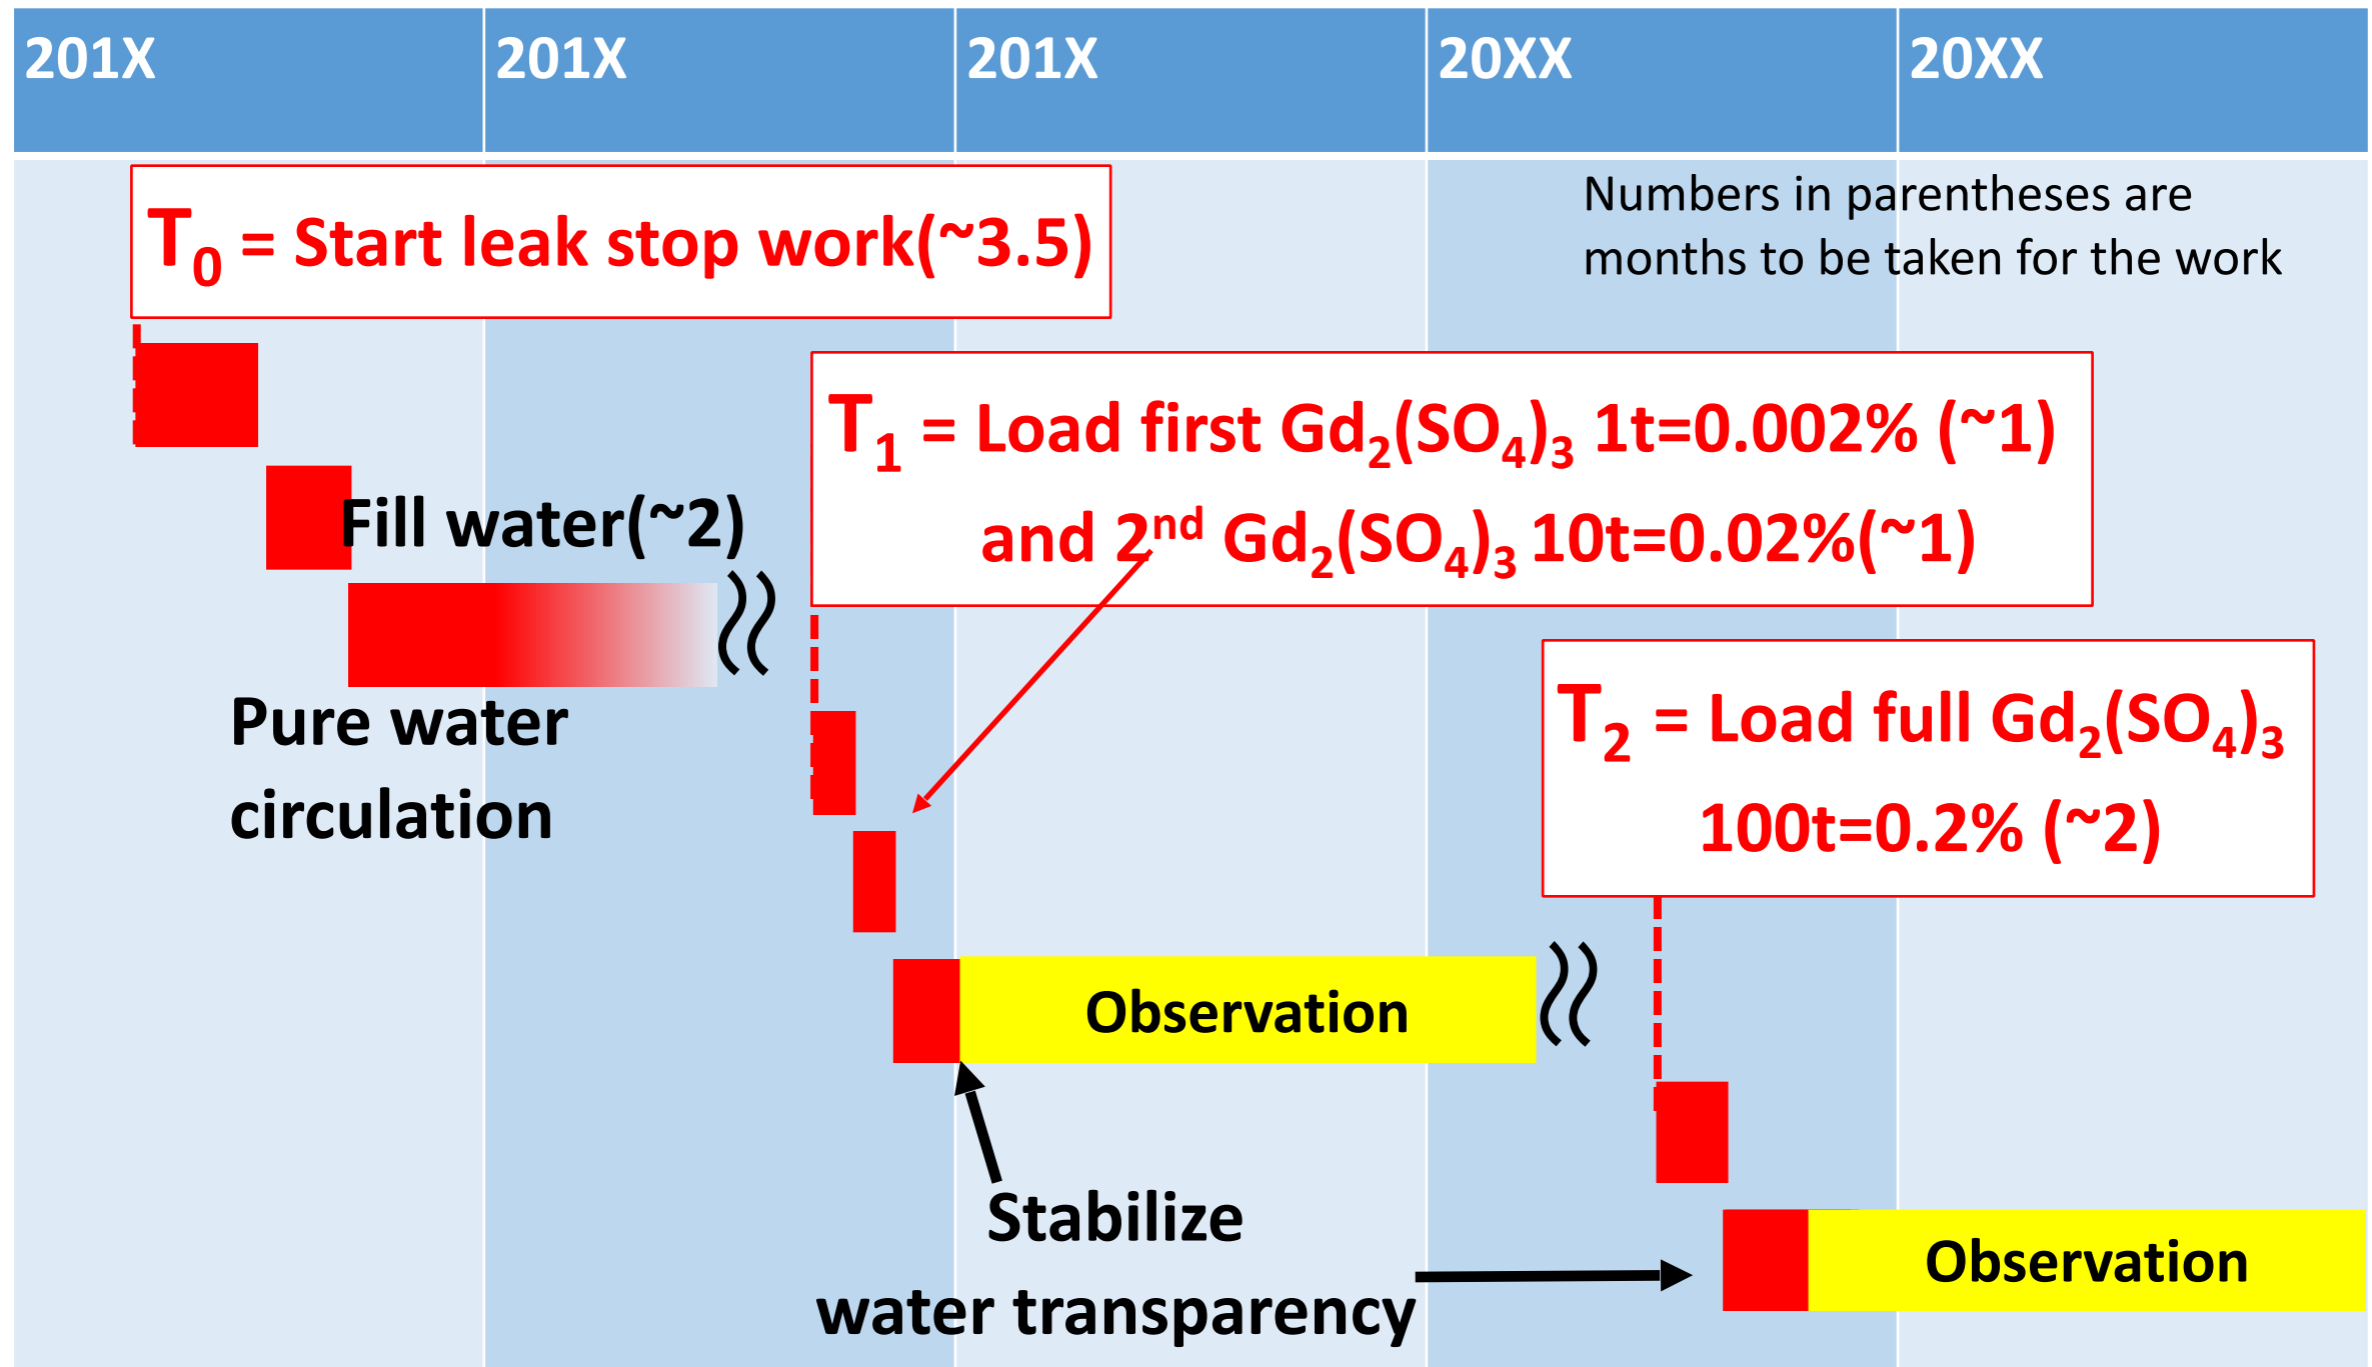 201X 201X 201X 20XX 20XX
Numbers in parentheses are
months to be taken for the work
T₀ = Start leak stop work(~3.5)
T₁ = Load first Gd₂(SO₄)₃ 1t=0.002% (~1)
and 2ⁿᵈ Gd₂(SO₄)₃ 10t=0.02%(~1)
Fill water(~2)
Pure water
circulation
T₂ = Load full Gd₂(SO₄)₃
100t=0.2% (~2)
Observation
Stabilize
water transparency
Observation